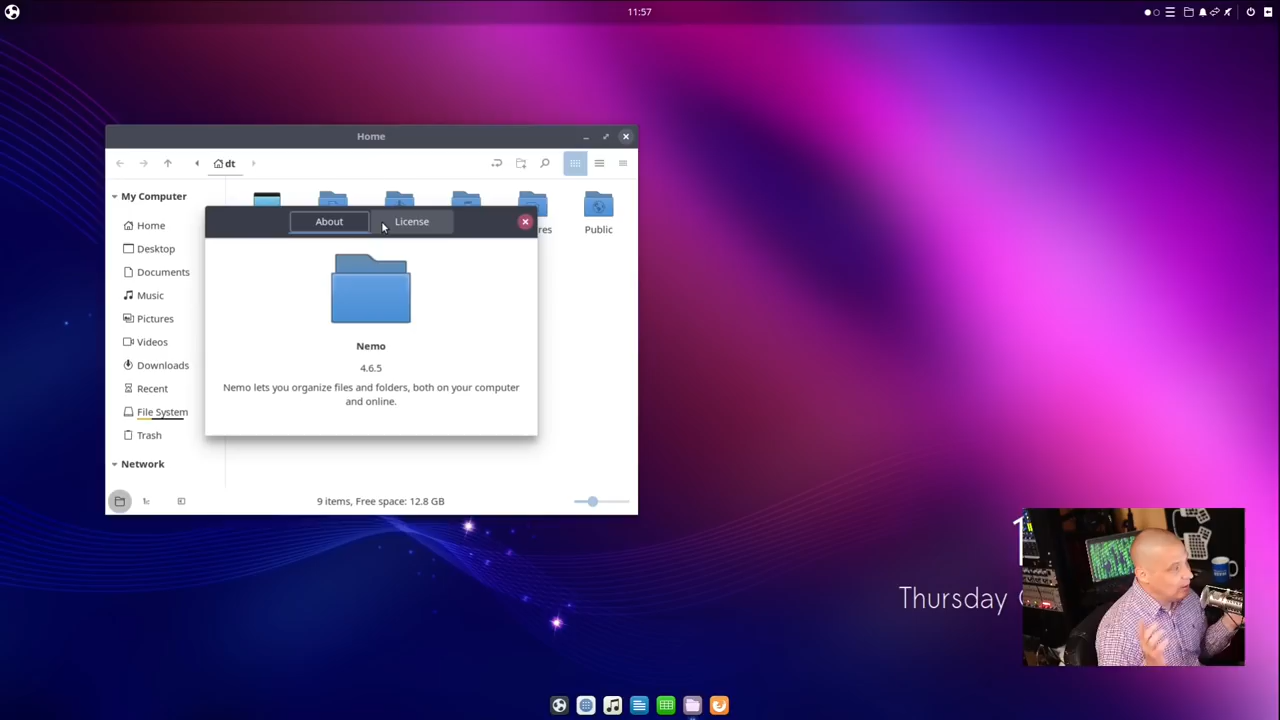 11:57
Home
dt
My Computer
Home
Desktop
Documents
Music
Pictures
Videos
Downloads
Recent
File System
Trash
Network
res
Public
About
License
Nemo
4.6.5
Nemo lets you organize files and folders, both on your computer
and online.
9 items, Free space: 12.8 GB
1
Thursday